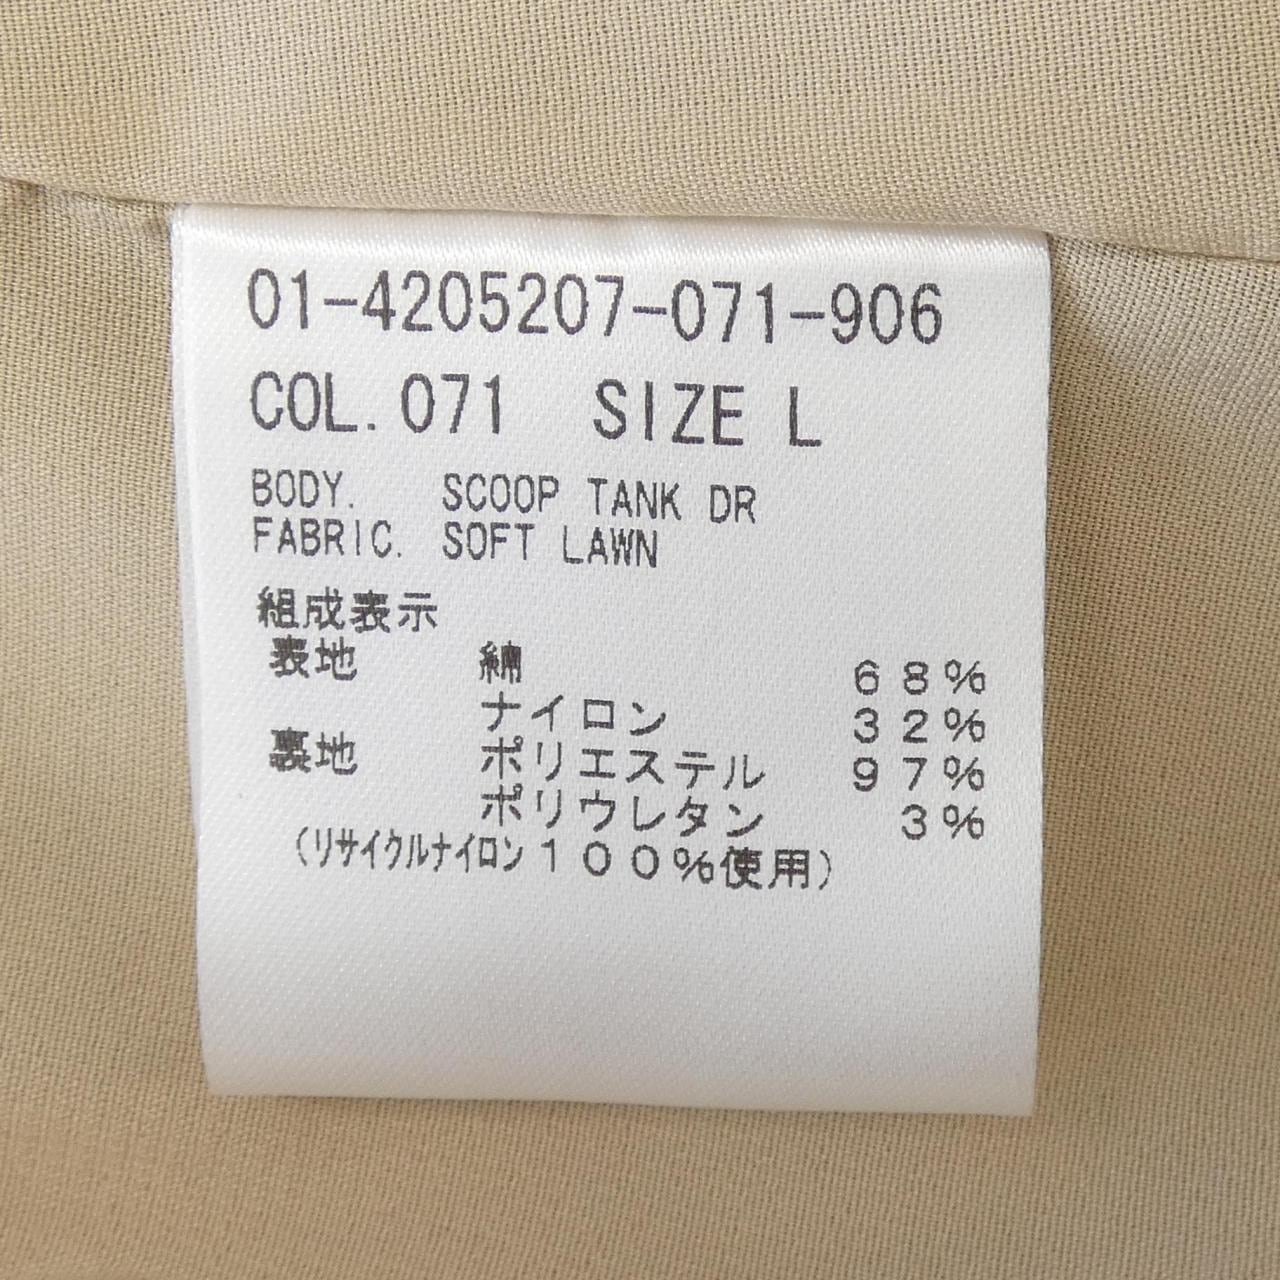 01-4205207-071-906
COL. 071 SIZE L
BODY. SCOOP TANK DR
FABRIC. SOFT LAWN
組成表示
表地 綿 68%
ナイロン 32%
裏地 ポリエステル 97%
ポリウレタン 3%
(リサイクルナイロン100%使用)